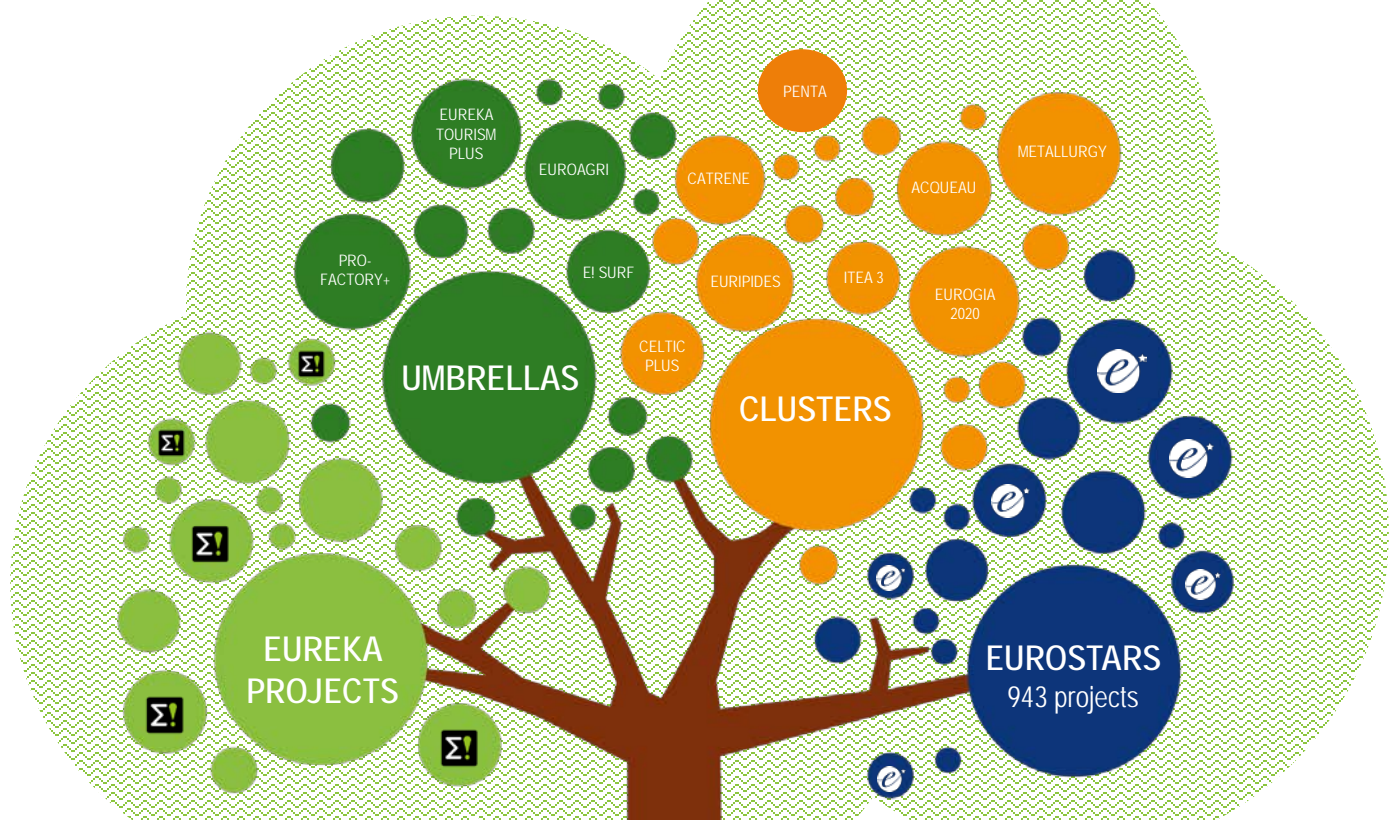 PENTA
EUREKA
TOURISM
PLUS
EUROAGRI
CATRENE
ACQUEAU
METALLURGY
PRO-
FACTORY+
E! SURF
EURIPIDES
ITEA 3
EUROGIA
2020
CELTIC
PLUS
UMBRELLAS
CLUSTERS
EUREKA
PROJECTS
EUROSTARS
943 projects
Σ!
Σ!
Σ!
Σ!
Σ!
e
e
e
e
e
e